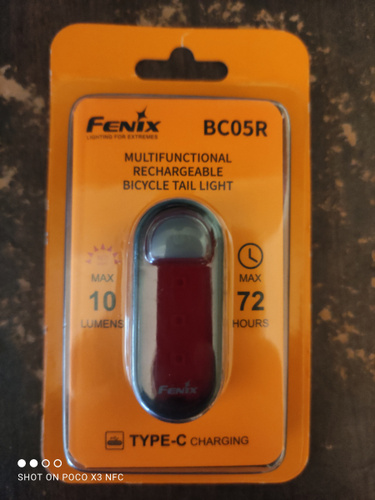 FENIX
LIGHTING FOR EXTREMES
BC05R
MULTIFUNCTIONAL
RECHARGEABLE
BICYCLE TAIL LIGHT
MAX
10
LUMENS
MAX
72
HOURS
FENIX
TYPE-C CHARGING
SHOT ON POCO X3 NFC